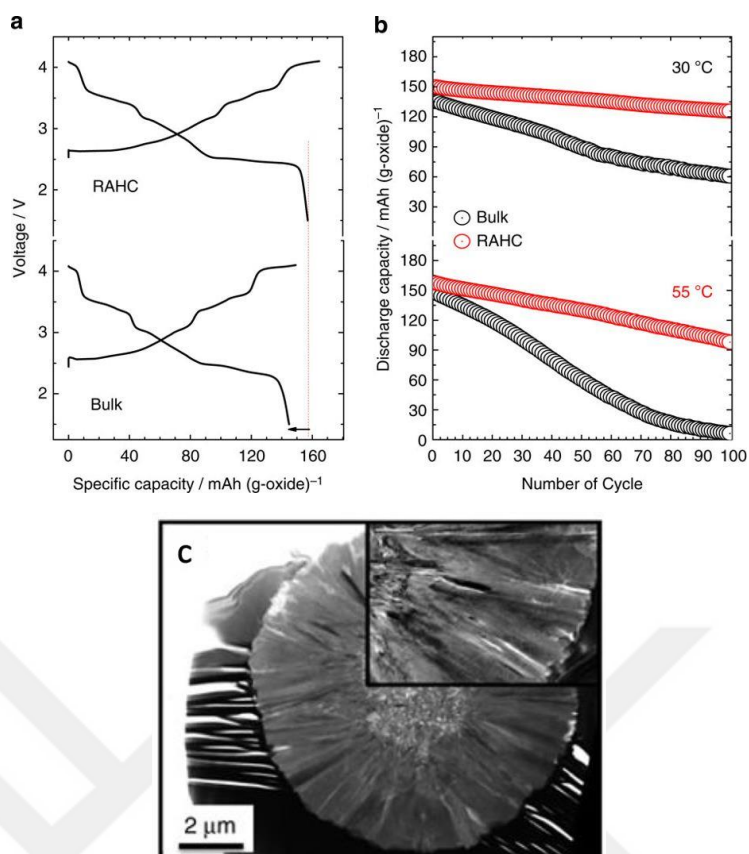 a
Voltage / V
4
3
2
RAHC
4
3
2
Bulk
0 40 80 120 160
Specific capacity / mAh (g-oxide)⁻¹
b
Discharge capacity / mAh (g-oxide)⁻¹
180
150
120
90
60
30
30 °C
Bulk
RAHC
180
150
120
90
60
30
0
55 °C
0 10 20 30 40 50 60 70 80 90 100
Number of Cycle
C
2 μm